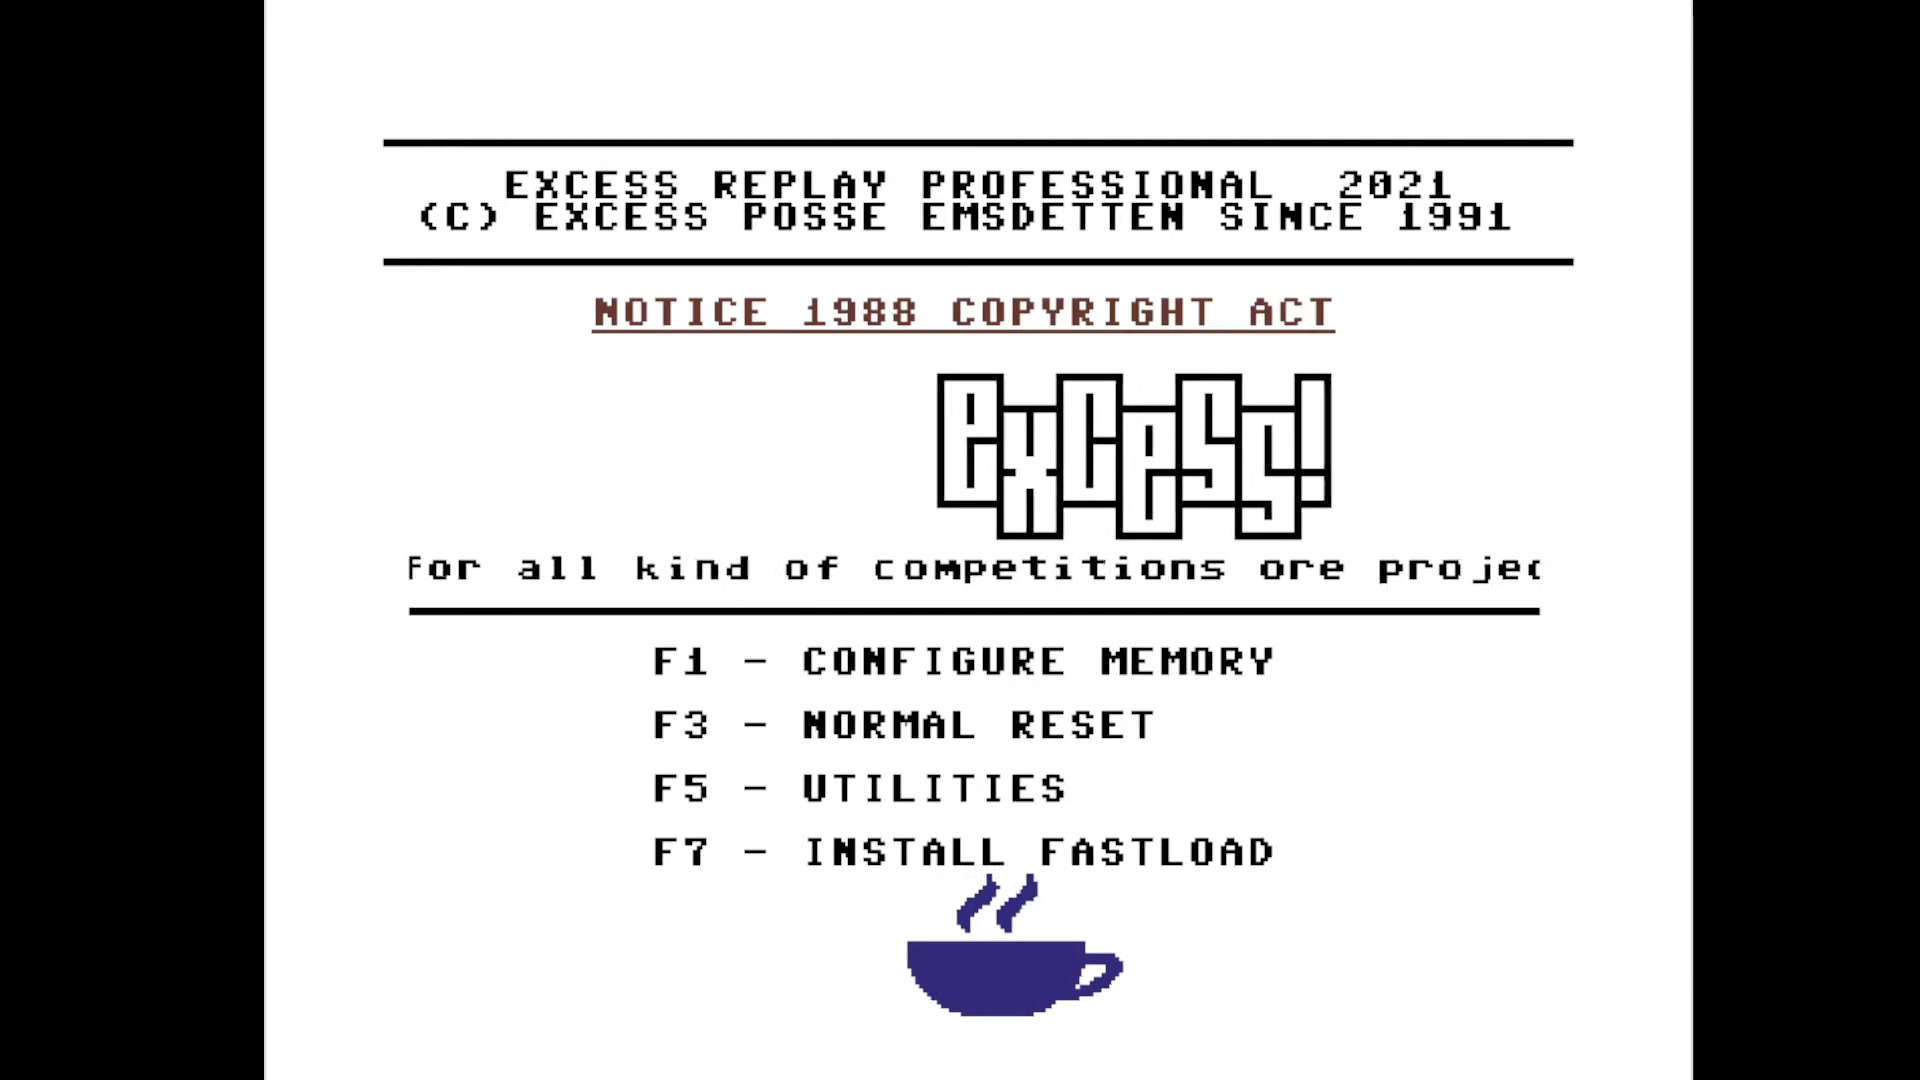 EXCESS REPLAY PROFESSIONAL 2021
(C) EXCESS POSSE EMSDETTEN SINCE 1991
NOTICE 1988 COPYRIGHT ACT
excess!
for all kind of competitions ore projec
F1 - CONFIGURE MEMORY
F3 - NORMAL RESET
F5 - UTILITIES
F7 - INSTALL FASTLOAD